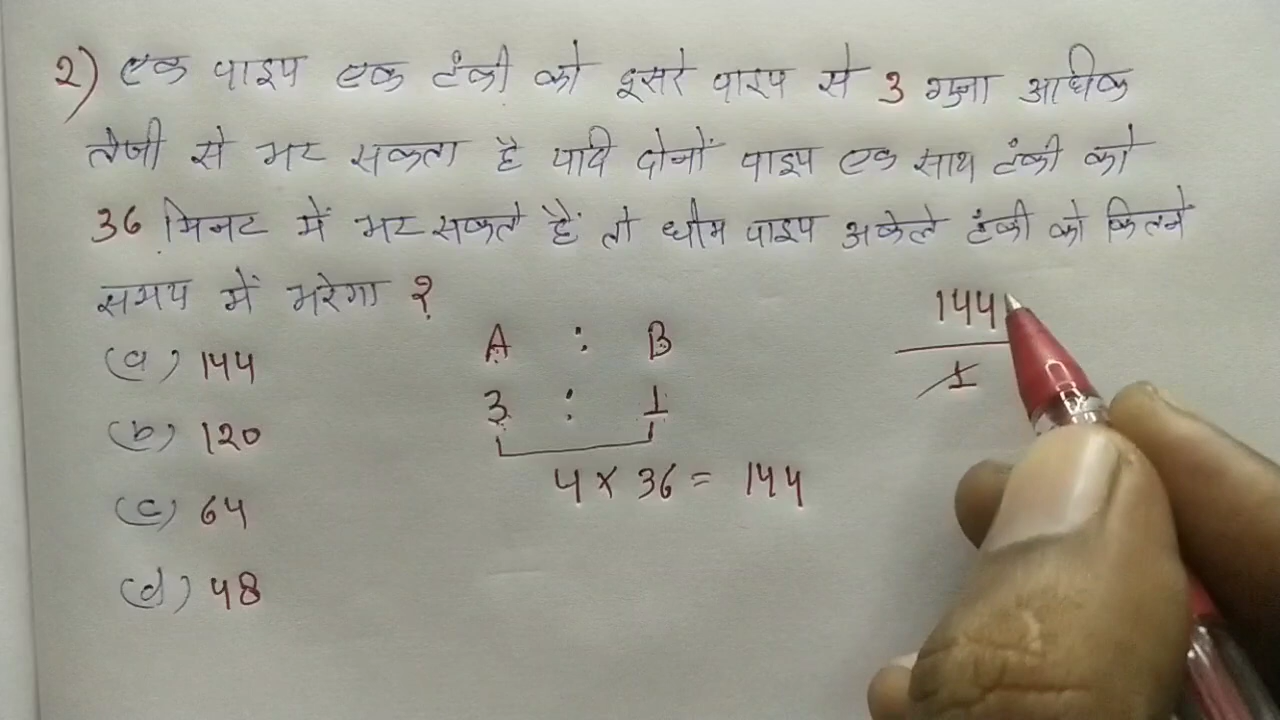 2) एक पाइप एक टंकी को दूसरे पाइप से 3 गुना अधिक
तेजी से भर सकता है यदि दोनों पाइप एक साथ टंकी को
36 मिनट में भर सकते हैं तो धीमा पाइप अकेले टंकी को कितने
समय में भरेगा ?
(a) 144
(b) 120
(c) 64
(d) 48
A : B
3 : 1
4 x 36 = 144
144
1